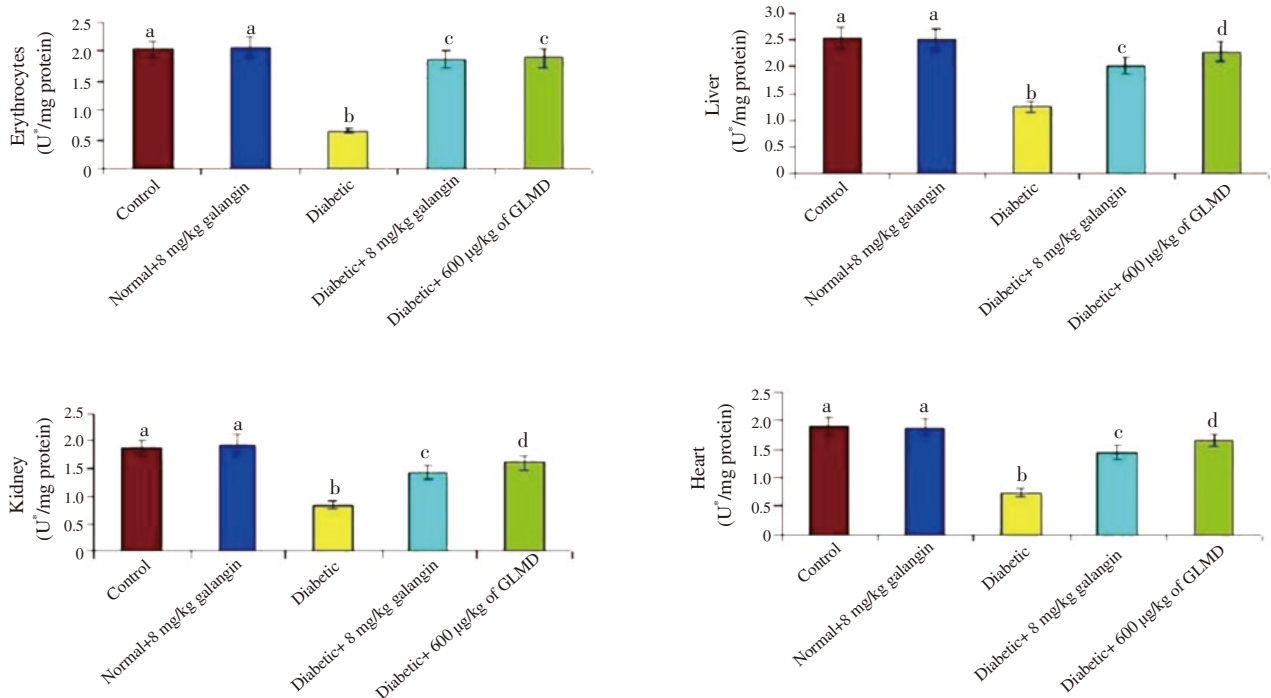 Erythrocytes
(U*/mg protein)
2.5
2.0
1.5
1.0
0.5
0
a
a
b
c
c
Control
Normal+8 mg/kg galangin
Diabetic
Diabetic+ 8 mg/kg galangin
Diabetic+ 600 µg/kg of GLMD
Liver
(U*/mg protein)
3.0
2.5
2.0
1.5
1.0
0.5
0
a
a
b
c
d
Control
Normal+8 mg/kg galangin
Diabetic
Diabetic+ 8 mg/kg galangin
Diabetic+ 600 µg/kg of GLMD
Kidney
(U*/mg protein)
2.5
2.0
1.5
1.0
0.5
0
a
a
b
c
d
Control
Normal+8 mg/kg galangin
Diabetic
Diabetic+ 8 mg/kg galangin
Diabetic+ 600 µg/kg of GLMD
Heart
(U*/mg protein)
2.5
2.0
1.5
1.0
0.5
0
a
a
b
c
d
Control
Normal+8 mg/kg galangin
Diabetic
Diabetic+ 8 mg/kg galangin
Diabetic+ 600 µg/kg of GLMD